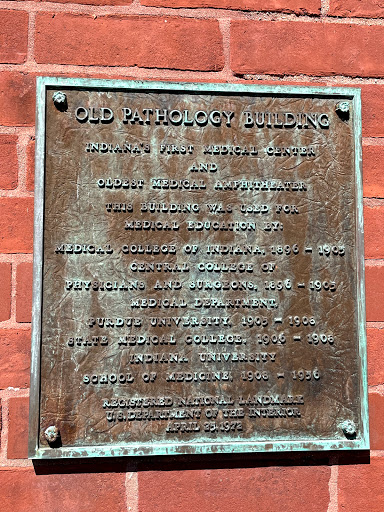 OLD PATHOLOGY BUILDING
INDIANA'S FIRST MEDICAL CENTER
AND
OLDEST MEDICAL AMPHITHEATER
THIS BUILDING WAS USED FOR
MEDICAL EDUCATION BY:
MEDICAL COLLEGE OF INDIANA, 1896 - 1905
CENTRAL COLLEGE OF
PHYSICIANS AND SURGEONS, 1896 - 1905
MEDICAL DEPARTMENT
PURDUE UNIVERSITY, 1905 - 1908
STATE MEDICAL COLLEGE, 1906 - 1908
INDIANA UNIVERSITY
SCHOOL OF MEDICINE, 1908 - 1956
REGISTERED NATIONAL LANDMARK
U.S. DEPARTMENT OF THE INTERIOR
APRIL 25, 1972